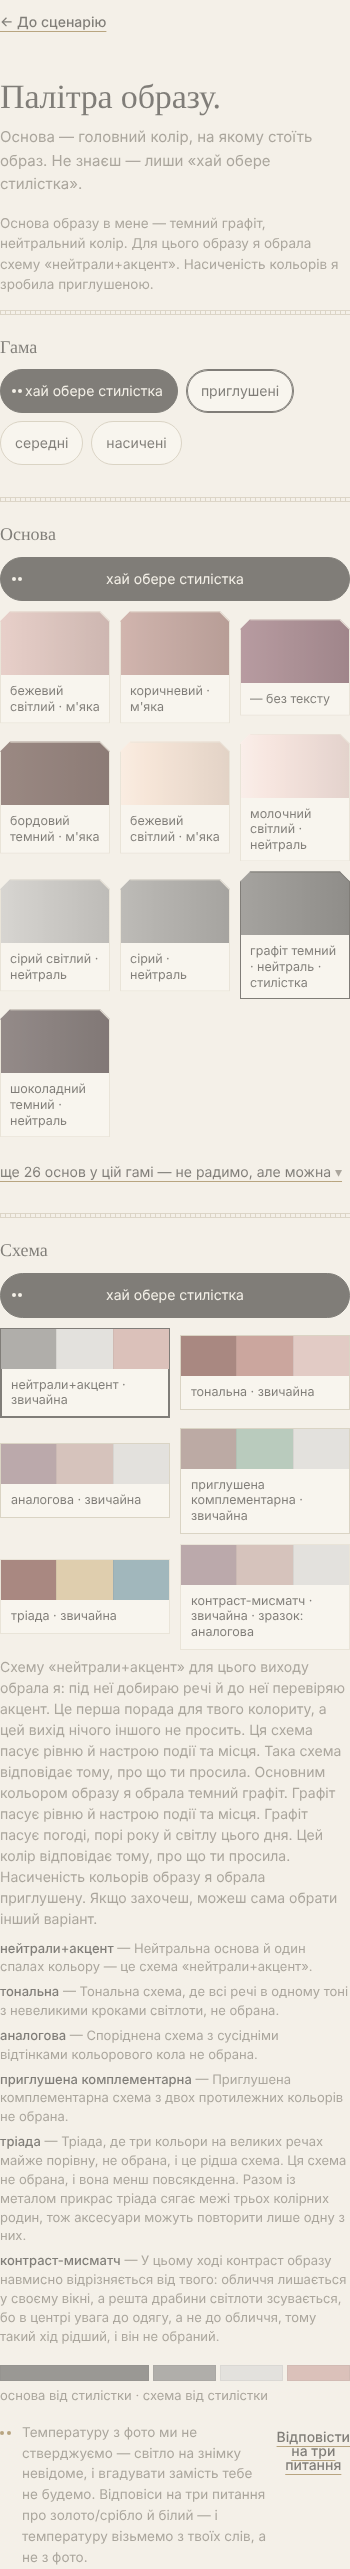 ← До сценарію
Палітра образу.
Основа — головний колір, на якому стоїть
образ. Не знаєш — лиши «хай обере
стилістка».
Основа образу в мене — темний графіт,
нейтральний колір. Для цього образу я обрала
схему «нейтрали+акцент». Насиченість кольорів я
зробила приглушеною.
Гама
хай обере стилістка
приглушені
середні
насичені
Основа
хай обере стилістка
бежевий
світлий · м'яка
коричневий ·
м'яка
— без тексту
бордовий
темний · м'яка
бежевий
світлий · м'яка
молочний
світлий ·
нейтраль
сірий світлий ·
нейтраль
сірий ·
нейтраль
графіт темний
· нейтраль ·
стилістка
шоколадний
темний ·
нейтраль
ще 26 основ у цій гамі — не радимо, але можна ▾
Схема
хай обере стилістка
нейтрали+акцент ·
звичайна
тональна · звичайна
аналогова · звичайна
приглушена
комплементарна ·
звичайна
тріада · звичайна
контраст-мисматч ·
звичайна · зразок:
аналогова
Схему «нейтрали+акцент» для цього виходу
обрала я: під неї добираю речі й до неї перевіряю
акцент. Це перша порада для твого колориту, а
цей вихід нічого іншого не просить. Ця схема
пасує рівню й настрою події та місця. Така схема
відповідає тому, про що ти просила. Основним
кольором образу я обрала темний графіт. Графіт
пасує рівню й настрою події та місця. Графіт
пасує погоді, порі року й світлу цього дня. Цей
колір відповідає тому, про що ти просила.
Насиченість кольорів образу я обрала
приглушену. Якщо захочеш, можеш сама обрати
інший варіант.
нейтрали+акцент — Нейтральна основа й один
спалах кольору — це схема «нейтрали+акцент».
тональна — Тональна схема, де всі речі в одному тоні
з невеликими кроками світлоти, не обрана.
аналогова — Споріднена схема з сусідніми
відтінками кольорового кола не обрана.
приглушена комплементарна — Приглушена
комплементарна схема з двох протилежних кольорів
не обрана.
тріада — Тріада, де три кольори на великих речах
майже порівну, не обрана, і це рідша схема. Ця схема
не обрана, і вона менш повсякденна. Разом із
металом прикрас тріада сягає межі трьох колірних
родин, тож аксесуари можуть повторити лише одну з
них.
контраст-мисматч — У цьому ході контраст образу
навмисно відрізняється від твого: обличчя лишається
у своєму вікні, а решта драбини світлоти зсувається,
бо в центрі увага до одягу, а не до обличчя, тому
такий хід рідший, і він не обраний.
основа від стилістки · схема від стилістки
Температуру з фото ми не
стверджуємо — світло на знімку
невідоме, і вгадувати замість тебе
не будемо. Відповіси на три питання
про золото/срібло й білий — і
температуру візьмемо з твоїх слів, а
не з фото.
Відповісти
на три
питання